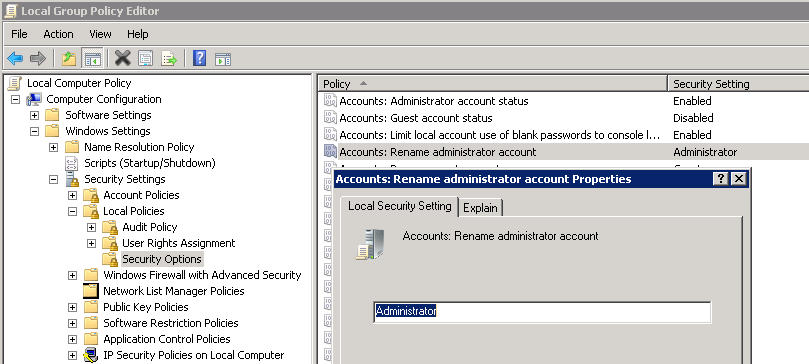 Local Group Policy Editor
File Action View Help
Local Computer Policy
Computer Configuration
Software Settings
Windows Settings
Name Resolution Policy
Scripts (Startup/Shutdown)
Security Settings
Account Policies
Local Policies
Audit Policy
User Rights Assignment
Security Options
Windows Firewall with Advanced Security
Network List Manager Policies
Public Key Policies
Software Restriction Policies
Application Control Policies
IP Security Policies on Local Computer
Policy Security Setting
Accounts: Administrator account status Enabled
Accounts: Guest account status Disabled
Accounts: Limit local account use of blank passwords to console l... Enabled
Accounts: Rename administrator account Administrator
Accounts: Rename administrator account Properties
Local Security Setting Explain
Accounts: Rename administrator account
Administrator